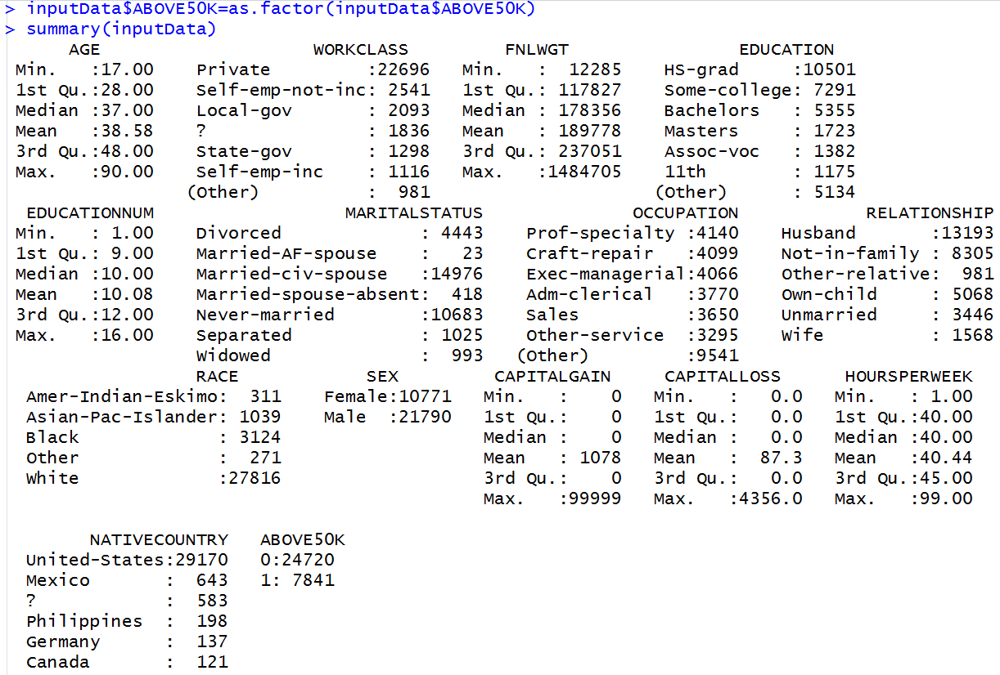 > inputData$ABOVE50K=as.factor(inputData$ABOVE50K)
> summary(inputData)
      AGE                    WORKCLASS         FNLWGT                EDUCATION
Min.   :17.00    Private         :22696   Min.   :  12285   HS-grad     :10501
1st Qu.:28.00    Self-emp-not-inc: 2541   1st Qu.: 117827   Some-college: 7291
Median :37.00    Local-gov       : 2093   Median : 178356   Bachelors   : 5355
Mean   :38.58    ?               : 1836   Mean   : 189778   Masters     : 1723
3rd Qu.:48.00    State-gov       : 1298   3rd Qu.: 237051   Assoc-voc   : 1382
Max.   :90.00    Self-emp-inc    : 1116   Max.   :1484705   11th        : 1175
                (Other)          :  981                    (Other)      : 5134
 EDUCATIONNUM                  MARITALSTATUS              OCCUPATION            RELATIONSHIP
Min.   : 1.00    Divorced             : 4443    Prof-specialty :4140    Husband       :13193
1st Qu.: 9.00    Married-AF-spouse    :   23    Craft-repair   :4099    Not-in-family : 8305
Median :10.00    Married-civ-spouse   :14976    Exec-managerial:4066    Other-relative:  981
Mean   :10.08    Married-spouse-absent:  418    Adm-clerical   :3770    Own-child     : 5068
3rd Qu.:12.00    Never-married        :10683    Sales          :3650    Unmarried     : 3446
Max.   :16.00    Separated            : 1025    Other-service  :3295    Wife          : 1568
                 Widowed              :  993   (Other)         :9541
                RACE            SEX         CAPITALGAIN     CAPITALLOSS      HOURSPERWEEK
Amer-Indian-Eskimo:  311    Female:10771   Min.   :    0   Min.   :   0.0   Min.   : 1.00
Asian-Pac-Islander: 1039    Male  :21790   1st Qu.:    0   1st Qu.:   0.0   1st Qu.:40.00
Black             : 3124                   Median :    0   Median :   0.0   Median :40.00
Other             :  271                   Mean   : 1078   Mean   :  87.3   Mean   :40.44
White             :27816                   3rd Qu.:    0   3rd Qu.:   0.0   3rd Qu.:45.00
                                           Max.   :99999   Max.   :4356.0   Max.   :99.00
      NATIVECOUNTRY   ABOVE50K
United-States:29170   0:24720
Mexico       :  643   1: 7841
?            :  583
Philippines  :  198
Germany      :  137
Canada       :  121